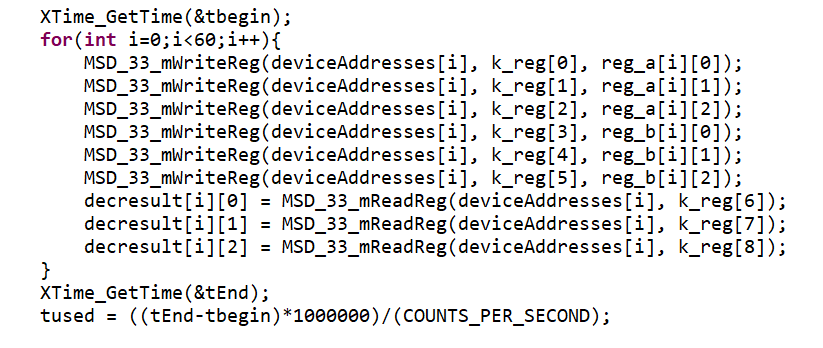 XTime_GetTime(&tbegin);
for(int i=0;i<60;i++){
    MSD_33_mWriteReg(deviceAddresses[i], k_reg[0], reg_a[i][0]);
    MSD_33_mWriteReg(deviceAddresses[i], k_reg[1], reg_a[i][1]);
    MSD_33_mWriteReg(deviceAddresses[i], k_reg[2], reg_a[i][2]);
    MSD_33_mWriteReg(deviceAddresses[i], k_reg[3], reg_b[i][0]);
    MSD_33_mWriteReg(deviceAddresses[i], k_reg[4], reg_b[i][1]);
    MSD_33_mWriteReg(deviceAddresses[i], k_reg[5], reg_b[i][2]);
    decresult[i][0] = MSD_33_mReadReg(deviceAddresses[i], k_reg[6]);
    decresult[i][1] = MSD_33_mReadReg(deviceAddresses[i], k_reg[7]);
    decresult[i][2] = MSD_33_mReadReg(deviceAddresses[i], k_reg[8]);
}
XTime_GetTime(&tEnd);
tused = ((tEnd-tbegin)*1000000)/(COUNTS_PER_SECOND);